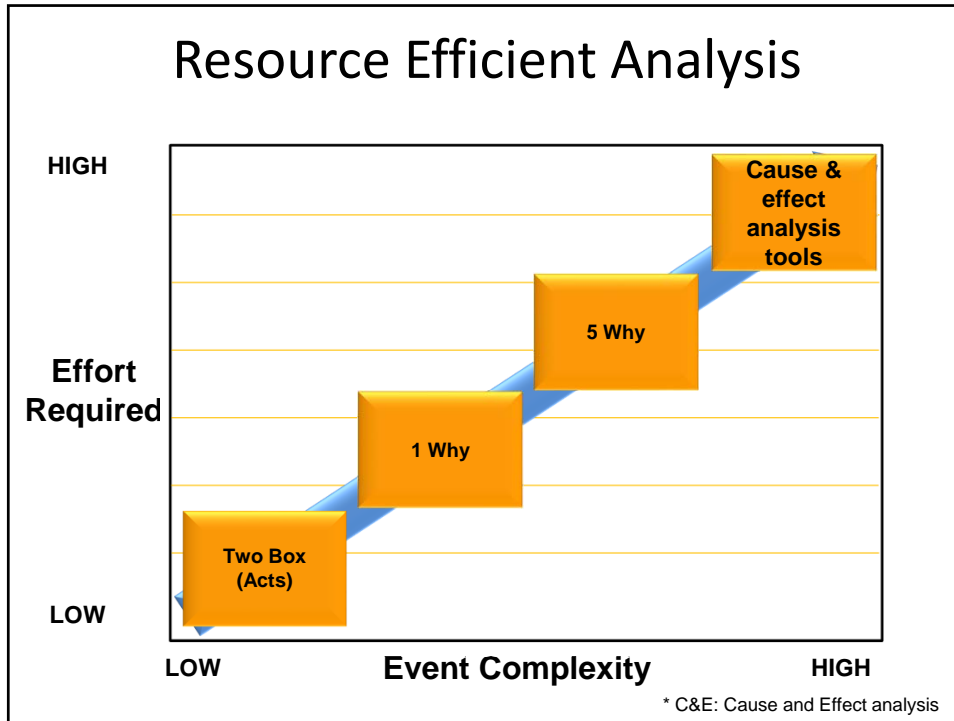 Resource Efficient Analysis
HIGH
Cause &
effect
analysis
tools
5 Why
Effort
Required
1 Why
Two Box
(Acts)
LOW
LOW
Event Complexity
HIGH
* C&E: Cause and Effect analysis